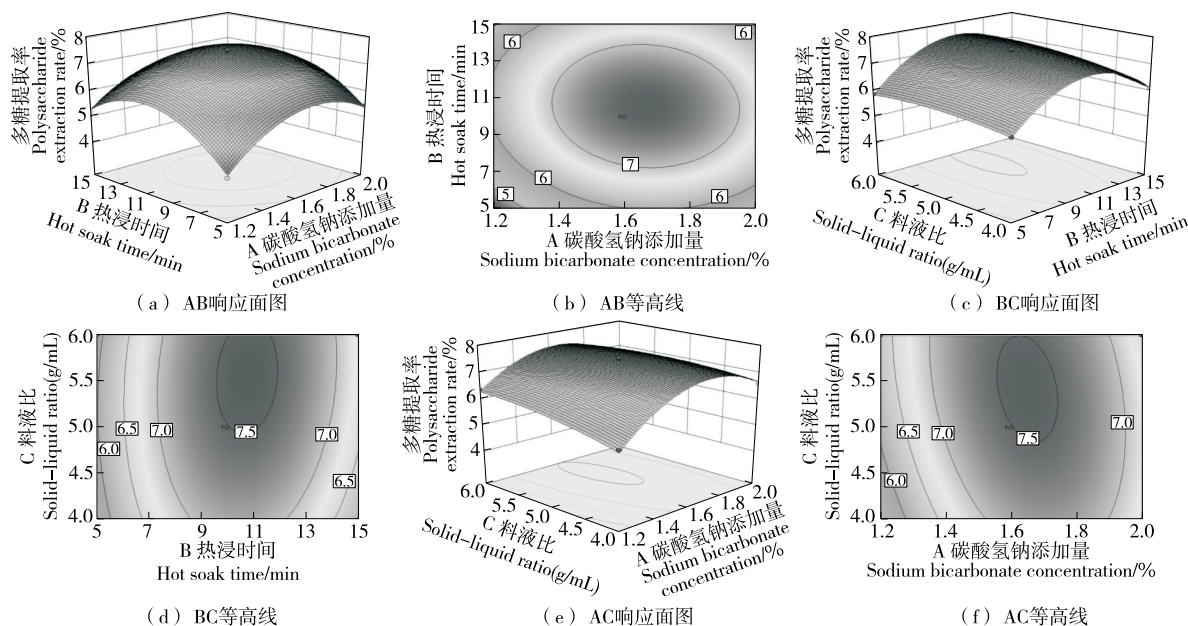 8
7
6
5
4
多糖提取率
Polysaccharide
extraction rate/%
15
13
11
9
7
5
B 热浸时间
Hot soak time/min
1.2
1.4
1.6
1.8
2.0
A 碳酸氢钠添加量
Sodium bicarbonate
concentration/%
(a) AB响应面图
15
13
11
9
7
5
B 热浸时间
Hot soak time/min
6
6
7
6
6
5
1.2 1.4 1.6 1.8 2.0
A 碳酸氢钠添加量
Sodium bicarbonate concentration/%
(b) AB等高线
8
7
6
5
4
多糖提取率
Polysaccharide
extraction rate/%
6.0
5.5
5.0
4.5
4.0
C 料液比
Solid-liquid ratio(g/mL)
5
7
9
11
13
15
B 热浸时间
Hot soak time/min
(c) BC响应面图
6.0
5.5
5.0
4.5
4.0
C 料液比
Solid-liquid ratio(g/mL)
6.0
6.5
7.0
7.5
7.0
6.5
5 7 9 11 13 15
B 热浸时间
Hot soak time/min
(d) BC等高线
8
7
6
5
4
多糖提取率
Polysaccharide
extraction rate/%
6.0
5.5
5.0
4.5
4.0
C 料液比
Solid-liquid ratio(g/mL)
1.2
1.4
1.6
1.8
2.0
A 碳酸氢钠添加量
Sodium bicarbonate
concentration/%
(e) AC响应面图
6.0
5.5
5.0
4.5
4.0
C 料液比
Solid-liquid ratio(g/mL)
6.5
7.0
7.5
7.0
6.0
1.2 1.4 1.6 1.8 2.0
A 碳酸氢钠添加量
Sodium bicarbonate concentration/%
(f) AC等高线